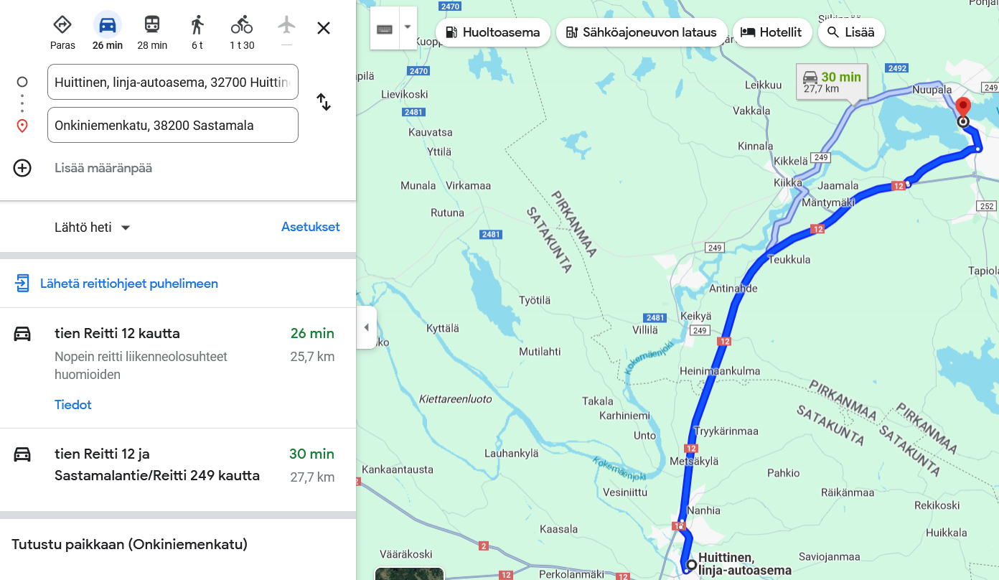 Paras
26 min
28 min
6 t
1 t 30
—
Huittinen, linja-autoasema, 32700 Huittin
Onkiniemenkatu, 38200 Sastamala
Lisää määränpää
Lähtö heti
Asetukset
Lähetä reittiohjeet puhelimeen
tien Reitti 12 kautta
26 min
Nopein reitti liikenneolosuhteet
25,7 km
huomioiden
Tiedot
tien Reitti 12 ja
30 min
Sastamalantie/Reitti 249 kautta
27,7 km
Tutustu paikkaan (Onkiniemenkatu)
2470
Huoltoasema
Sähköajoneuvon lataus
Hotellit
Lisää
2470
2492
30 min
27,7 km
Leikkuu
Nuupala
249
Lievikoski
2481
Vakkala
Kauvatsa
Yttilä
Kinnala
Kikkelä
249
Munala
Virkamaa
Kiikka
Jaamala
12
Mäntymäki
252
Rutuna
PIRKANMAA
SATAKUNTA
2481
12
249
Teukkula
Tapiola
Antinahde
Työtilä
2481
Keikyä
249
Villilä
Kyttälä
12
Mutilahti
Kokemäenjoki
Heinimaankulma
PIRKANMAA
SATAKUNTA
PIRKANMAA
SATAKUNTA
Kiettareenluoto
Takala
Karhiniemi
Unto
Tryykärinmaa
12
Lauhankylä
Metsäkylä
Kokemäenjoki
Kankaantausta
Pahkio
2
Vesiniittu
Räikänmaa
Nanhia
Rekikoski
12
Kaasala
Huikkala
2
Vääräkoski
Huittinen,
linja-autoasema
Saviojanmaa
12
Perkolanmäki
12